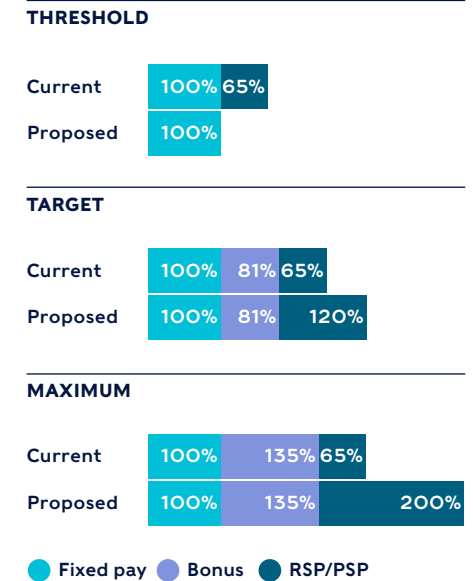 THRESHOLD
Current 100% 65%
Proposed 100%
TARGET
Current 100% 81% 65%
Proposed 100% 81% 120%
MAXIMUM
Current 100% 135% 65%
Proposed 100% 135% 200%
Fixed pay Bonus RSP/PSP